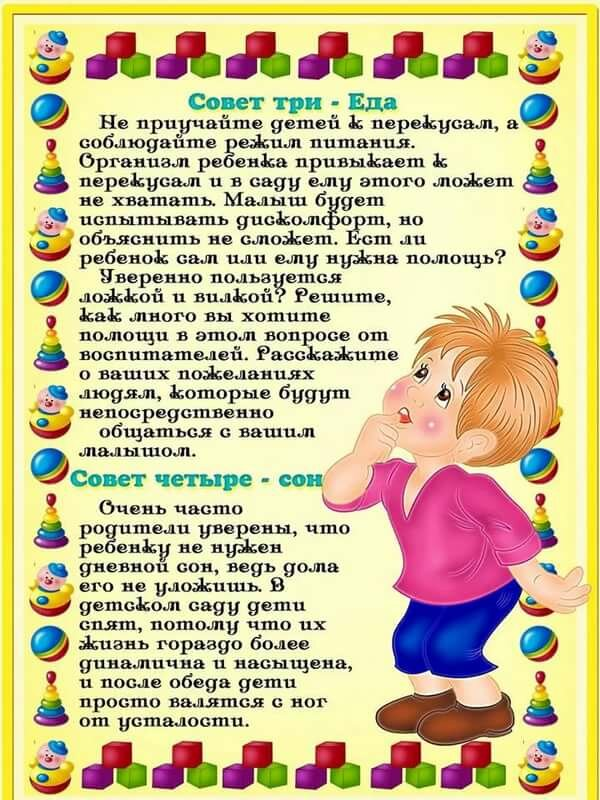 Совет три - Еда
Не приучайте детей к перекусам, а
соблюдайте режим питания.
Организм ребенка привыкает к
перекусам и в саду ему этого может
не хватать. Малыш будет
испытывать дискомфорт, но
объяснить не сможет. Ест ли
ребенок сам или ему нужна помощь?
Уверенно пользуется
ложкой и вилкой? Решите,
как много вы хотите
помощи в этом вопросе от
воспитателей. Расскажите
о ваших пожеланиях
людям, которые будут
непосредственно
общаться с вашим
малышом.
Совет четыре - сон
Очень часто
родители уверены, что
ребенку не нужен
дневной сон, ведь дома
его не уложишь. В
детском саду дети
спят, потому что их
жизнь гораздо более
динамична и насыщена,
и после обеда дети
просто валятся с ног
от усталости.